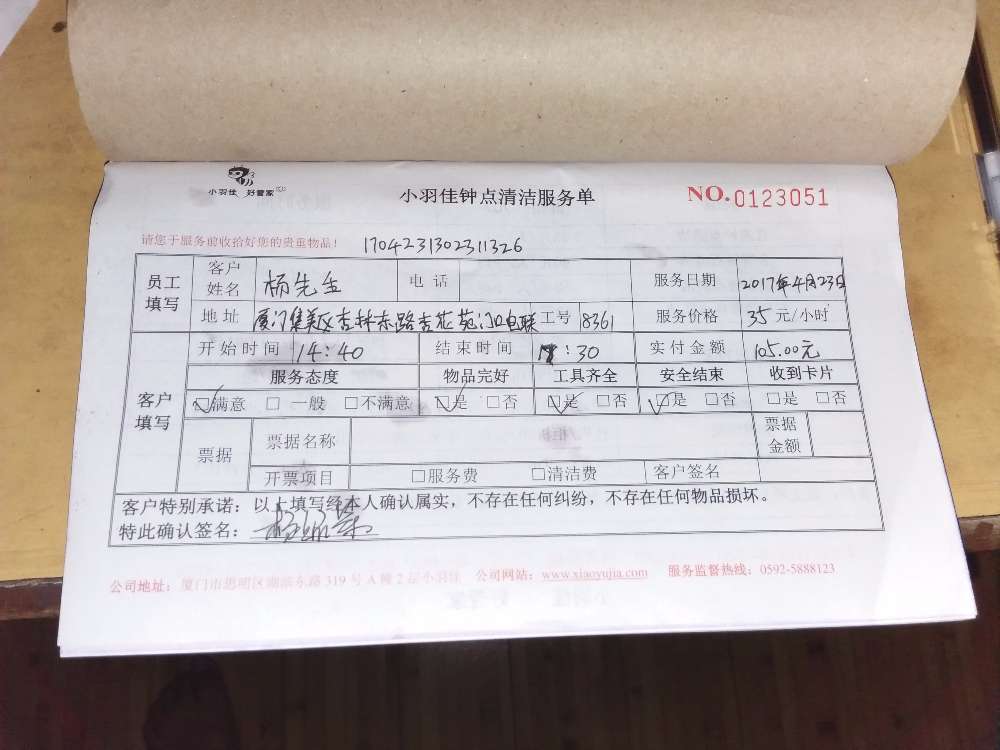 小羽佳 好管家
小羽佳钟点清洁服务单
NO.0123051
请您于服务前收拾好您的贵重物品! 1704231302311326
员工填写 客户姓名 杨先生 电话 服务日期 2017年4月23日
地址 厦门集美区杏林东路杏花苑门口电联 工号 8361 服务价格 35元/小时
开始时间 14:40 结束时间 :30 实付金额 105.00元
客户填写 服务态度 物品完好 工具齐全 安全结束 收到卡片
☑满意 □一般 □不满意 ☑是 □否 ☑是 □否 ☑是 □否 □是 □否
票据 票据名称 票据金额
开票项目 □服务费 □清洁费 客户签名
客户特别承诺:以上填写经本人确认属实,不存在任何纠纷,不存在任何物品损坏。
特此确认签名:
公司地址:厦门市思明区湖滨东路319号A幢2层小羽佳 公司网站:www.xiaoyujia.com 服务监督热线:0592-5888123